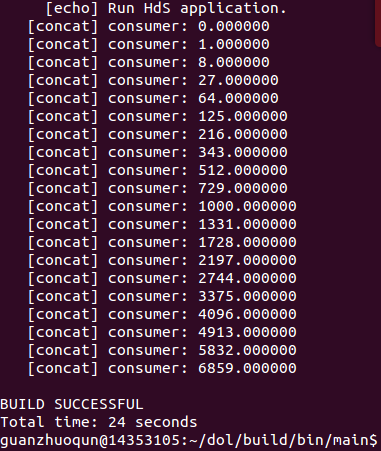 [echo] Run HdS application.
[concat] consumer: 0.000000
[concat] consumer: 1.000000
[concat] consumer: 8.000000
[concat] consumer: 27.000000
[concat] consumer: 64.000000
[concat] consumer: 125.000000
[concat] consumer: 216.000000
[concat] consumer: 343.000000
[concat] consumer: 512.000000
[concat] consumer: 729.000000
[concat] consumer: 1000.000000
[concat] consumer: 1331.000000
[concat] consumer: 1728.000000
[concat] consumer: 2197.000000
[concat] consumer: 2744.000000
[concat] consumer: 3375.000000
[concat] consumer: 4096.000000
[concat] consumer: 4913.000000
[concat] consumer: 5832.000000
[concat] consumer: 6859.000000
BUILD SUCCESSFUL
Total time: 24 seconds
guanzhuoqun@14353105:~/dol/build/bin/main$